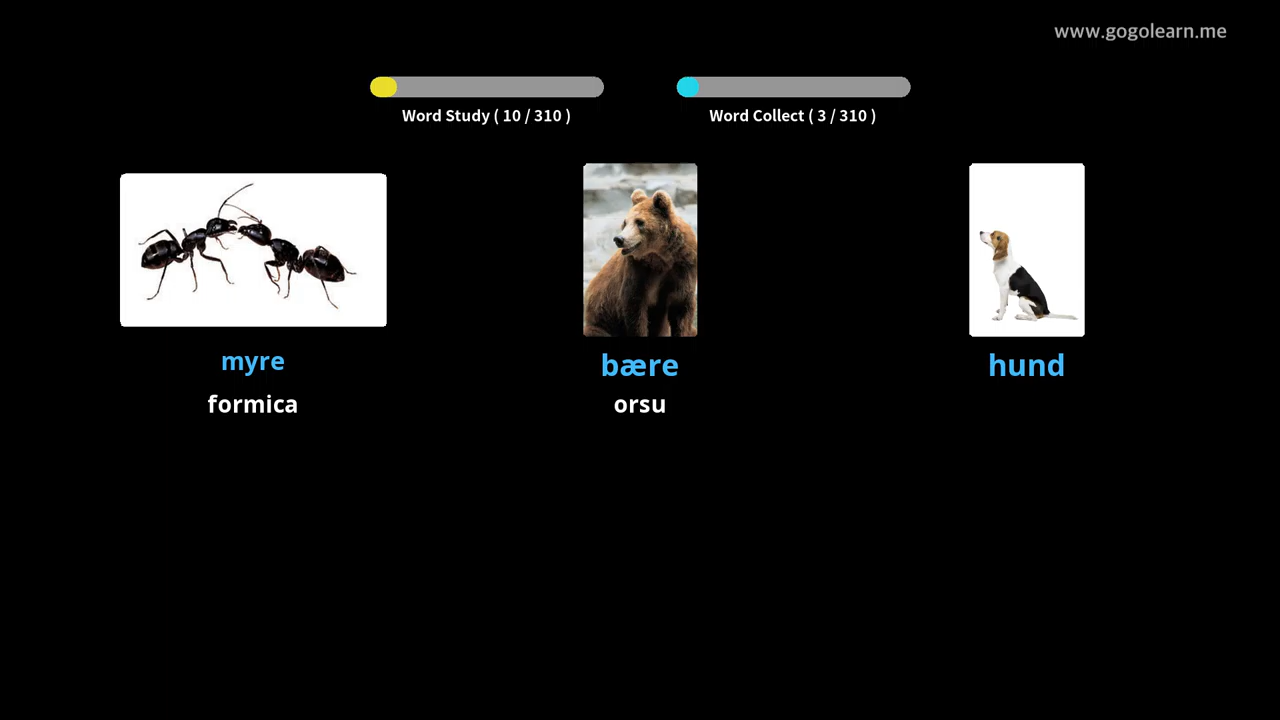 www.gogolearn.me
Word Study ( 10 / 310 )
Word Collect ( 3 / 310 )
myre
bære
hund
formica
orsu